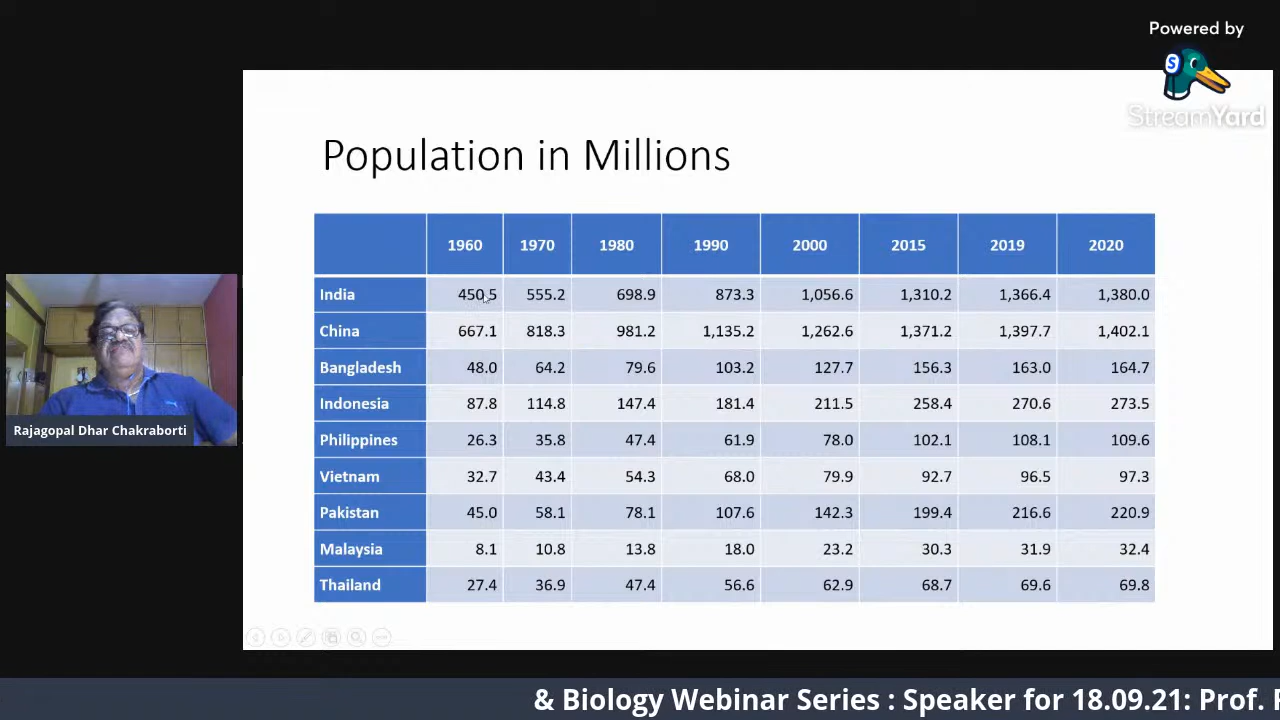 Powered by
StreamYard
Population in Millions
1960 1970 1980 1990 2000 2015 2019 2020
India 450.5 555.2 698.9 873.3 1,056.6 1,310.2 1,366.4 1,380.0
China 667.1 818.3 981.2 1,135.2 1,262.6 1,371.2 1,397.7 1,402.1
Bangladesh 48.0 64.2 79.6 103.2 127.7 156.3 163.0 164.7
Indonesia 87.8 114.8 147.4 181.4 211.5 258.4 270.6 273.5
Philippines 26.3 35.8 47.4 61.9 78.0 102.1 108.1 109.6
Vietnam 32.7 43.4 54.3 68.0 79.9 92.7 96.5 97.3
Pakistan 45.0 58.1 78.1 107.6 142.3 199.4 216.6 220.9
Malaysia 8.1 10.8 13.8 18.0 23.2 30.3 31.9 32.4
Thailand 27.4 36.9 47.4 56.6 62.9 68.7 69.6 69.8
Rajagopal Dhar Chakraborti
& Biology Webinar Series : Speaker for 18.09.21: Prof.